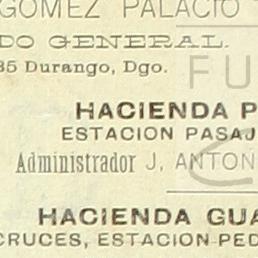 GOMEZ PALACIO
DO GENERAL.
35 Durango, Dgo.
FU
HACIENDA P
ESTACION PASAJ
Administrador J. ANTON
HACIENDA GUA
CRUCES, ESTACION PED